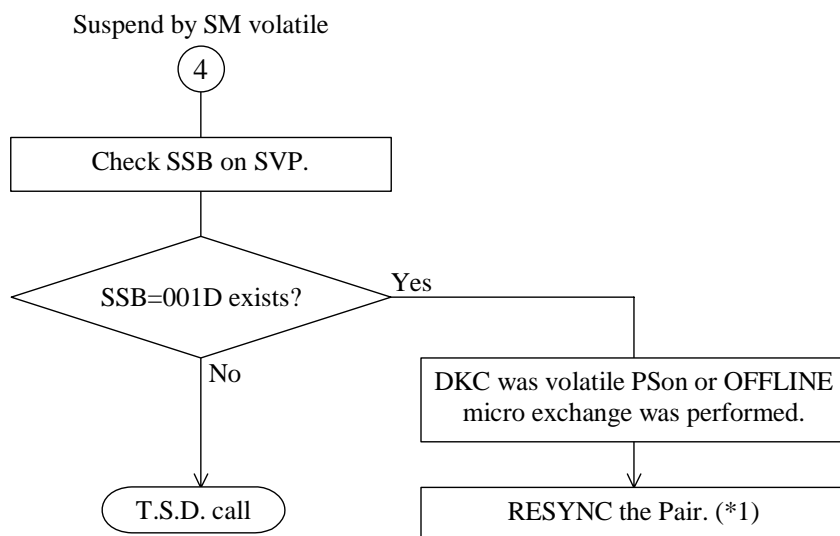 Suspend by SM volatile
4
Check SSB on SVP.
SSB=001D exists?
Yes
No
DKC was volatile PSon or OFFLINE
micro exchange was performed.
T.S.D. call
RESYNC the Pair. (*1)